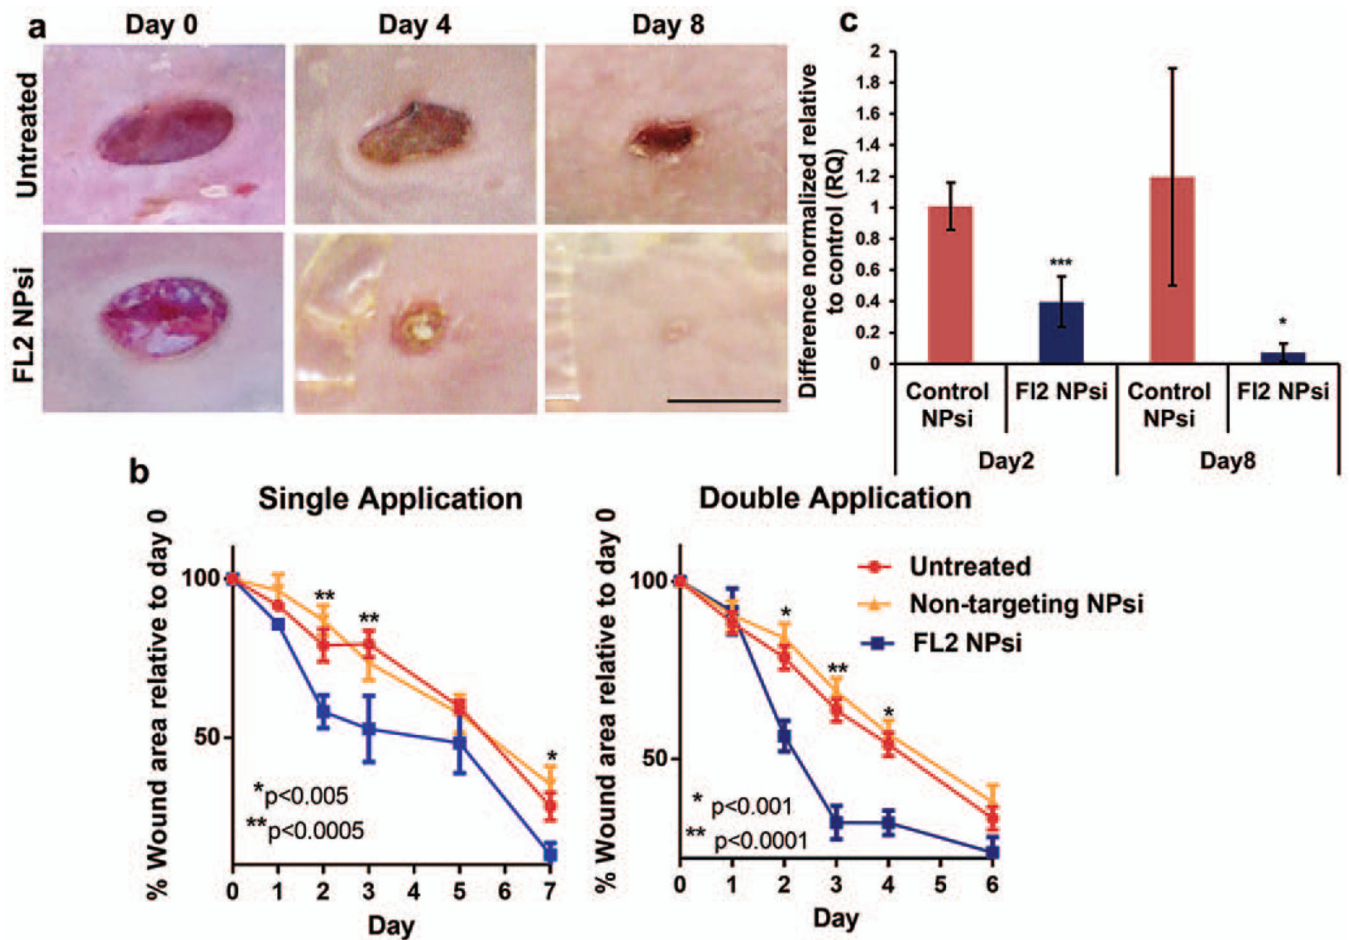 a
Day 0
Day 4
Day 8
Untreated
FL2 NPsi
c
Difference normalized relative
to control (RQ)
2
1.8
1.6
1.4
1.2
1
0.8
0.6
0.4
0.2
0
***
*
Control
NPsi
Fl2 NPsi
Control
NPsi
Fl2 NPsi
Day2
Day8
b
Single Application
% Wound area relative to day 0
100
50
**
**
*
*p<0.005
**p<0.0005
0 1 2 3 4 5 6 7
Day
Double Application
% Wound area relative to day 0
100
50
*
**
*
* p<0.001
** p<0.0001
0 1 2 3 4 5 6
Day
Untreated
Non-targeting NPsi
FL2 NPsi